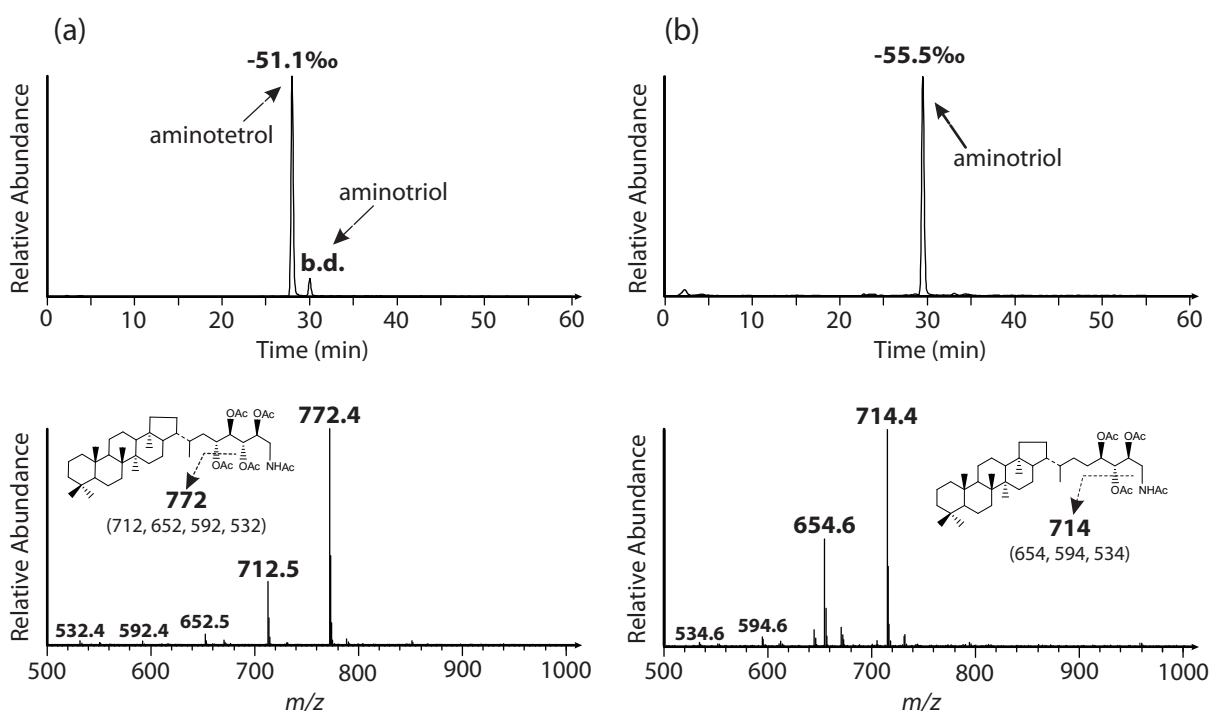 (a)
-51.1‰
aminotetrol
aminotriol
b.d.
Relative Abundance
0 10 20 30 40 50 60
Time (min)
(b)
-55.5‰
aminotriol
Relative Abundance
0 10 20 30 40 50 60
Time (min)
772.4
OAc OAc
OAc OAc NHAc
772
(712, 652, 592, 532)
712.5
652.5
592.4
532.4
Relative Abundance
500 600 700 800 900 1000
m/z
714.4
OAc OAc
OAc NHAc
714
(654, 594, 534)
654.6
594.6
534.6
Relative Abundance
500 600 700 800 900 1000
m/z